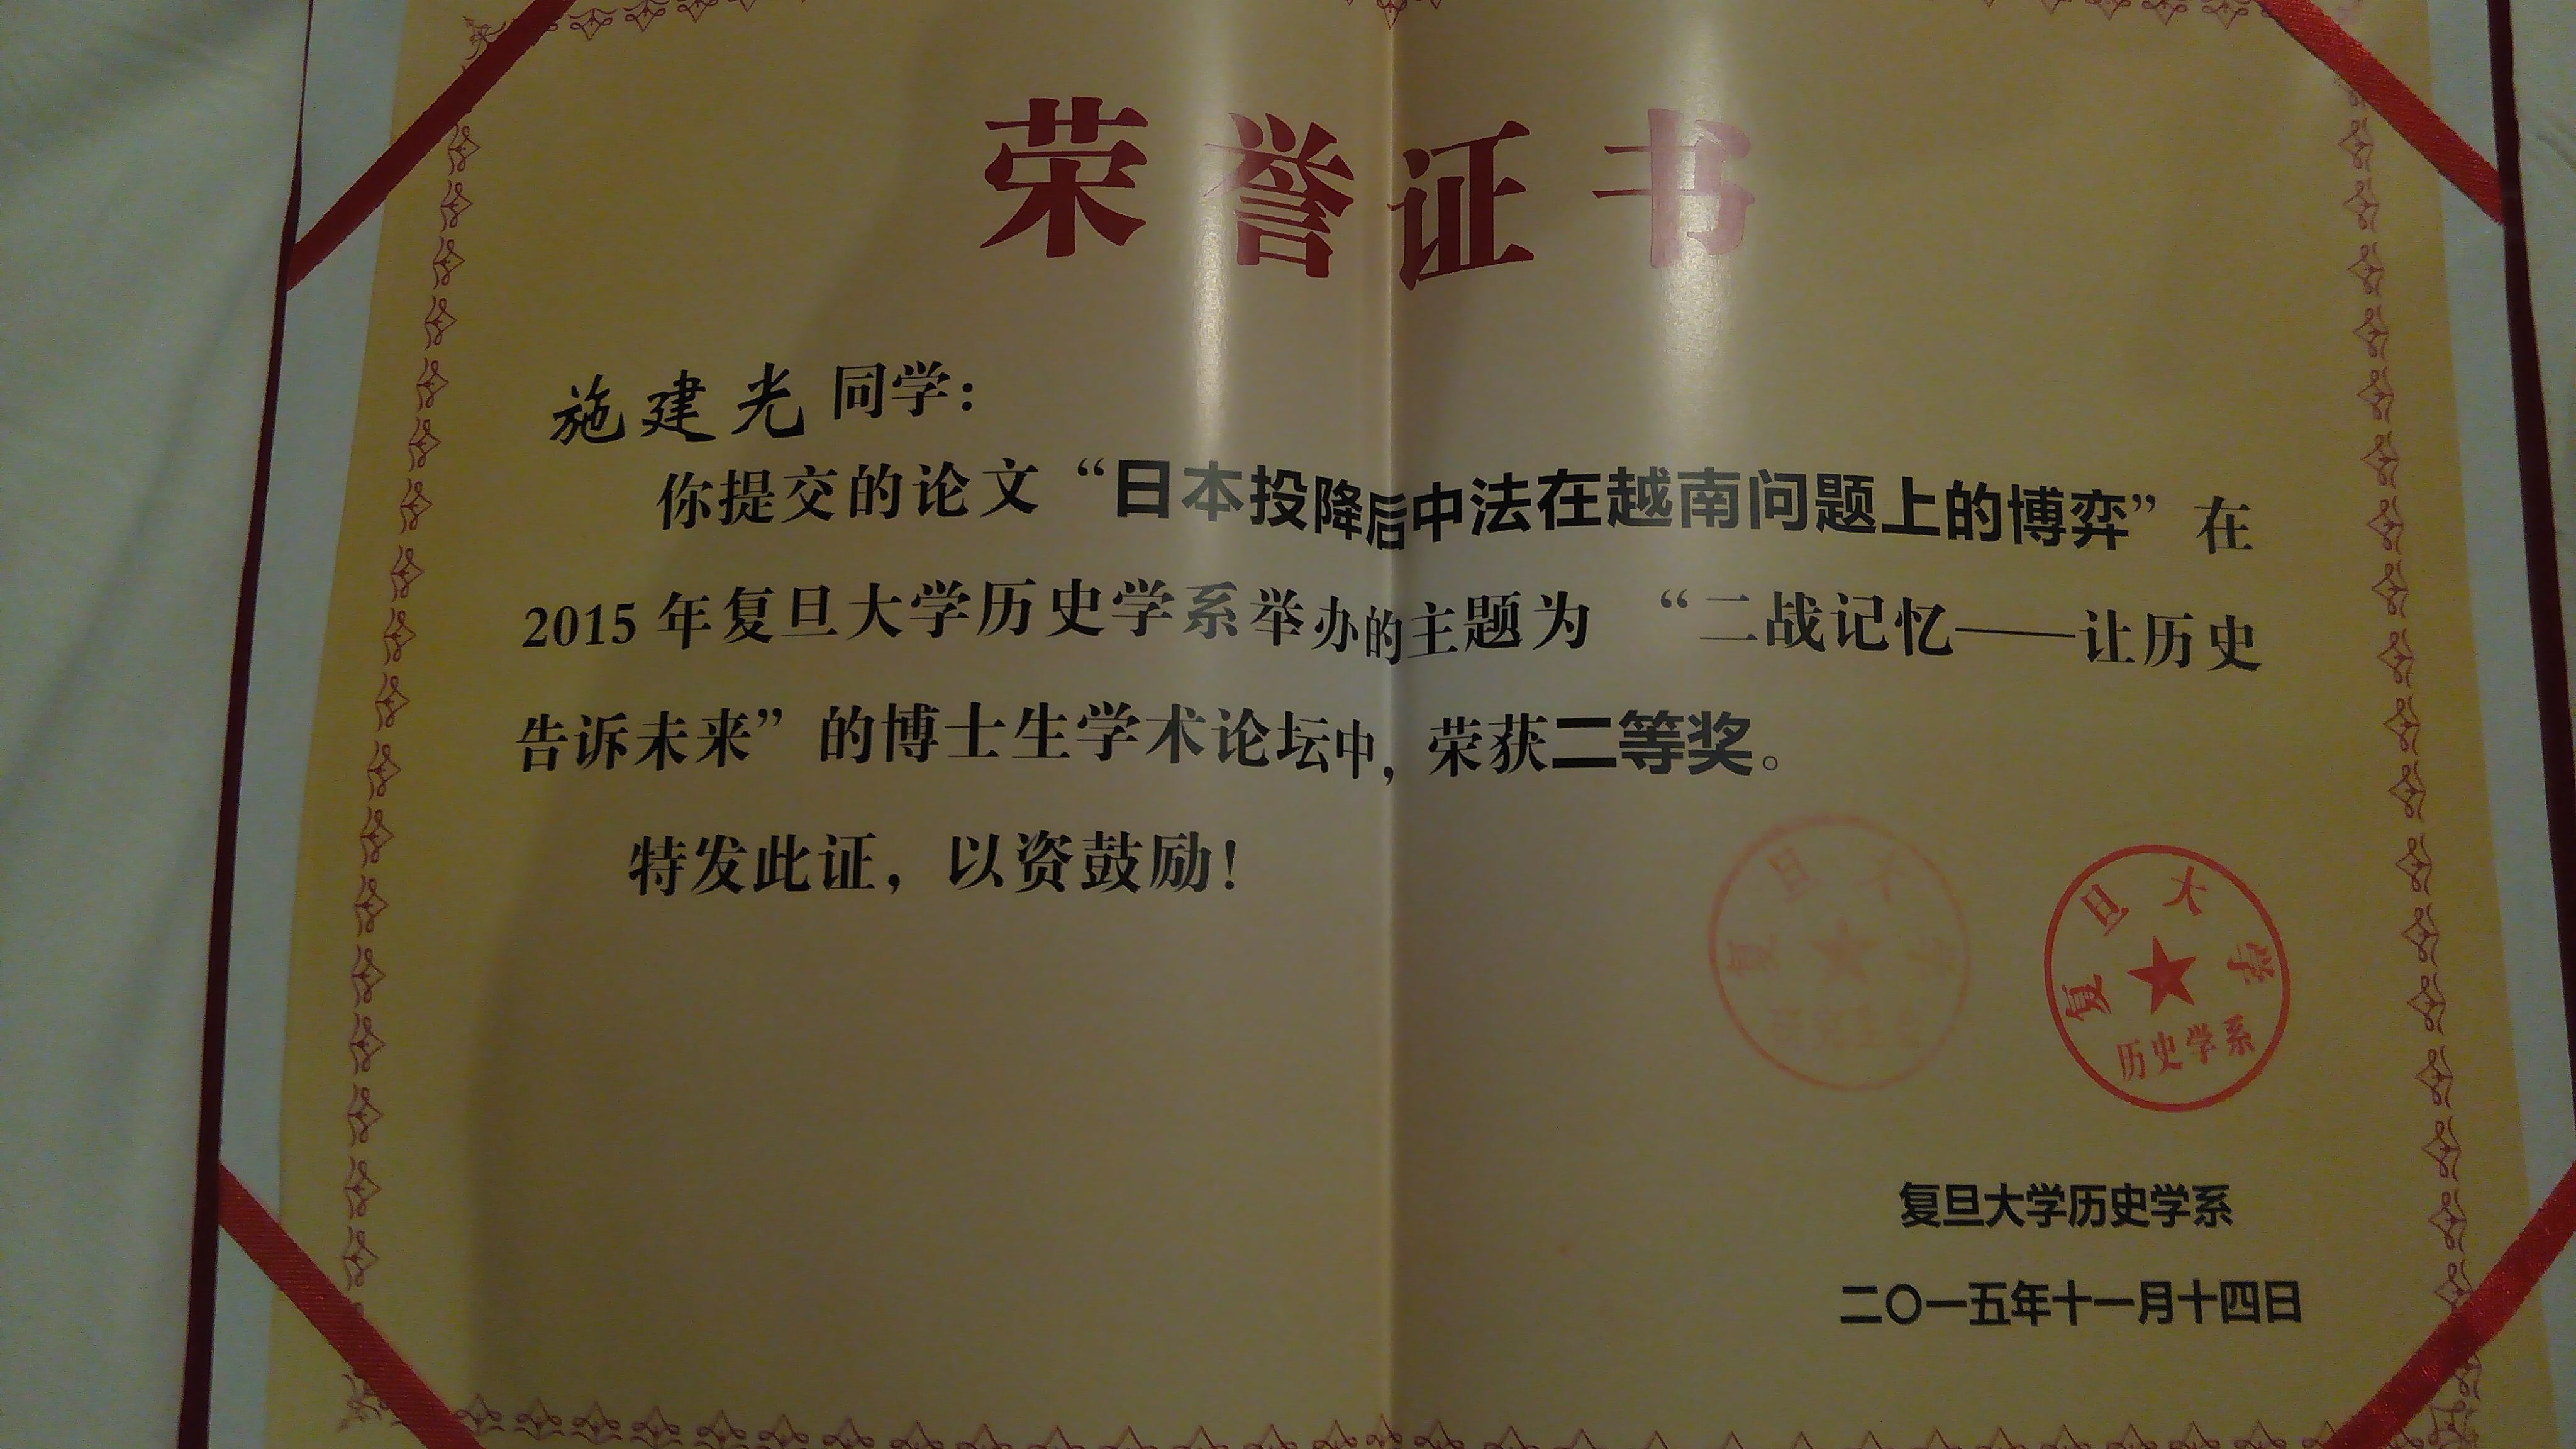 荣誉证书
施建光同学：
你提交的论文“日本投降后中法在越南问题上的博弈”在
2015年复旦大学历史学系举办的主题为 “二战记忆——让历史
告诉未来”的博士生学术论坛中，荣获二等奖。
特发此证，以资鼓励！
复旦大学
复旦大学
历史学系
复旦大学历史学系
二〇一五年十一月十四日